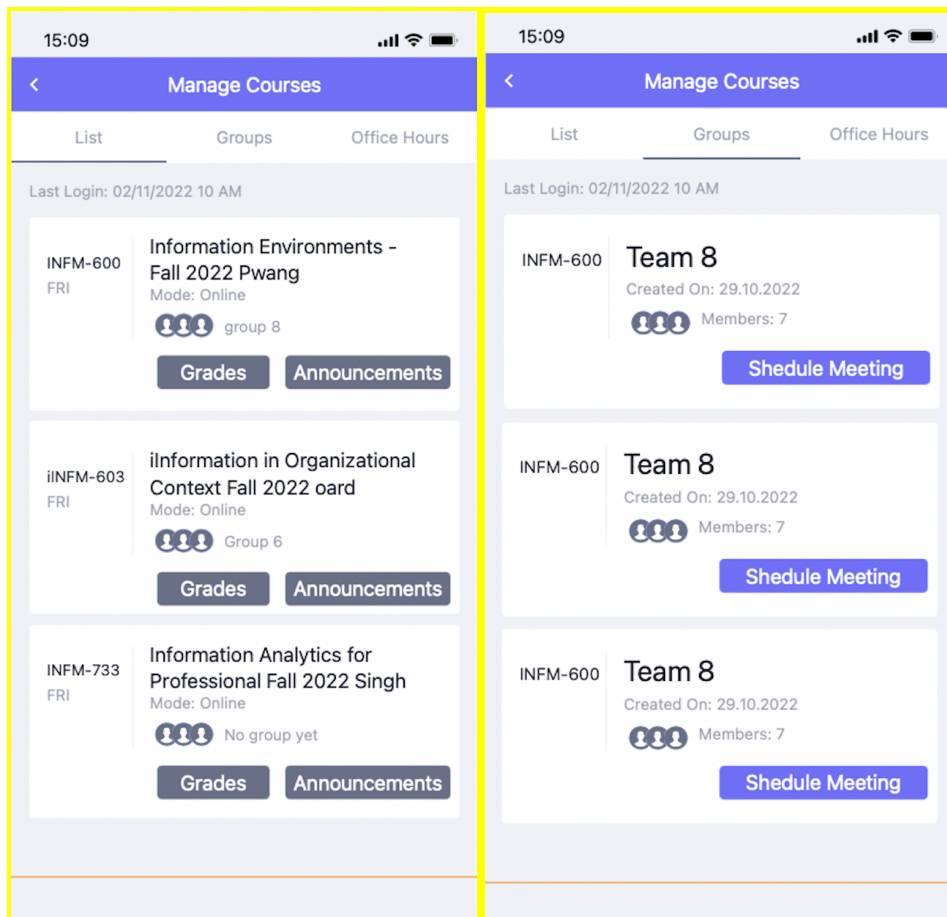 15:09
Manage Courses
List Groups Office Hours
Last Login: 02/11/2022 10 AM
INFM-600
FRI
Information Environments -
Fall 2022 Pwang
Mode: Online
group 8
Grades Announcements
iINFM-603
FRI
iInformation in Organizational
Context Fall 2022 oard
Mode: Online
Group 6
Grades Announcements
INFM-733
FRI
Information Analytics for
Professional Fall 2022 Singh
Mode: Online
No group yet
Grades Announcements
15:09
Manage Courses
List Groups Office Hours
Last Login: 02/11/2022 10 AM
INFM-600
Team 8
Created On: 29.10.2022
Members: 7
Shedule Meeting
INFM-600
Team 8
Created On: 29.10.2022
Members: 7
Shedule Meeting
INFM-600
Team 8
Created On: 29.10.2022
Members: 7
Shedule Meeting